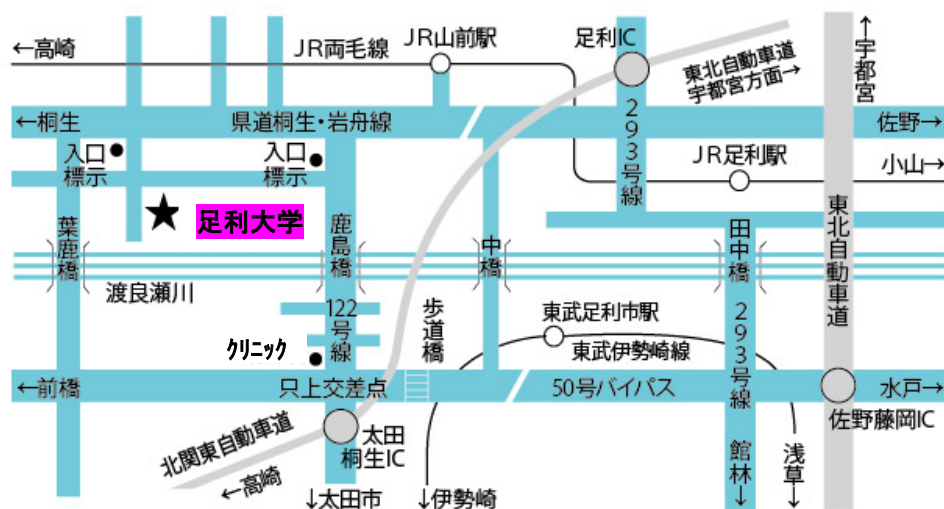 ←高崎
JR両毛線
JR山前駅
足利IC
東北自動車道
宇都宮方面→
↑宇都宮
←桐生
県道桐生・岩舟線
293号線
佐野→
入口
標示
入口
標示
JR足利駅
小山→
★
足利大学
葉鹿橋
鹿島橋
中橋
田中橋
東北自動車道
渡良瀬川
122号線
歩道橋
東武足利市駅
東武伊勢崎線
293号線
クリニック
←前橋
只上交差点
50号バイパス
水戸→
佐野藤岡IC
北関東自動車道
←高崎
太田
桐生IC
↓太田市
↓伊勢崎
館林↓
浅草↓